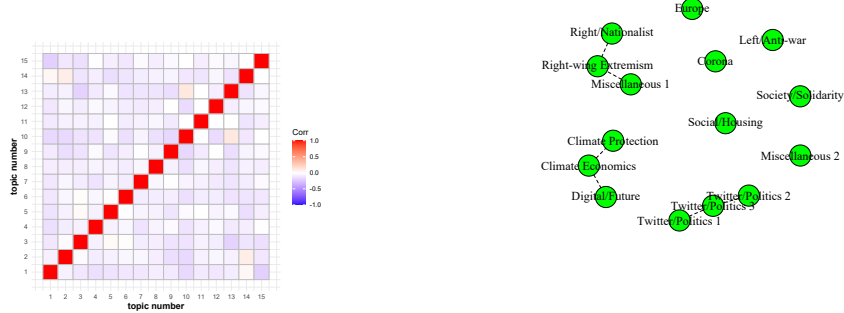 15
14
13
12
11
10
9
8
7
6
5
4
3
2
1
topic number
1 2 3 4 5 6 7 8 9 10 11 12 13 14 15
topic number
Corr
1.0
0.5
0.0
-0.5
-1.0
Europe
Right/Nationalist
Left/Anti-war
Right-wing Extremism
Corona
Miscellaneous 1
Society/Solidarity
Social/Housing
Climate Protection
Miscellaneous 2
Climate Economics
Digital/Future
Twitter/Politics 2
Twitter/Politics 3
Twitter/Politics 1